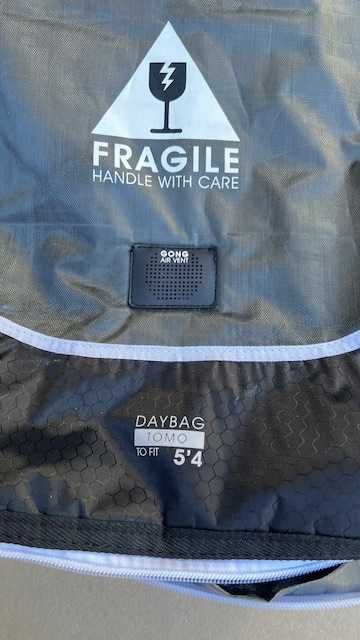 FRAGILE
HANDLE WITH CARE
GONG
AIR VENT
DAYBAG
TOMO
TO FIT 5'4